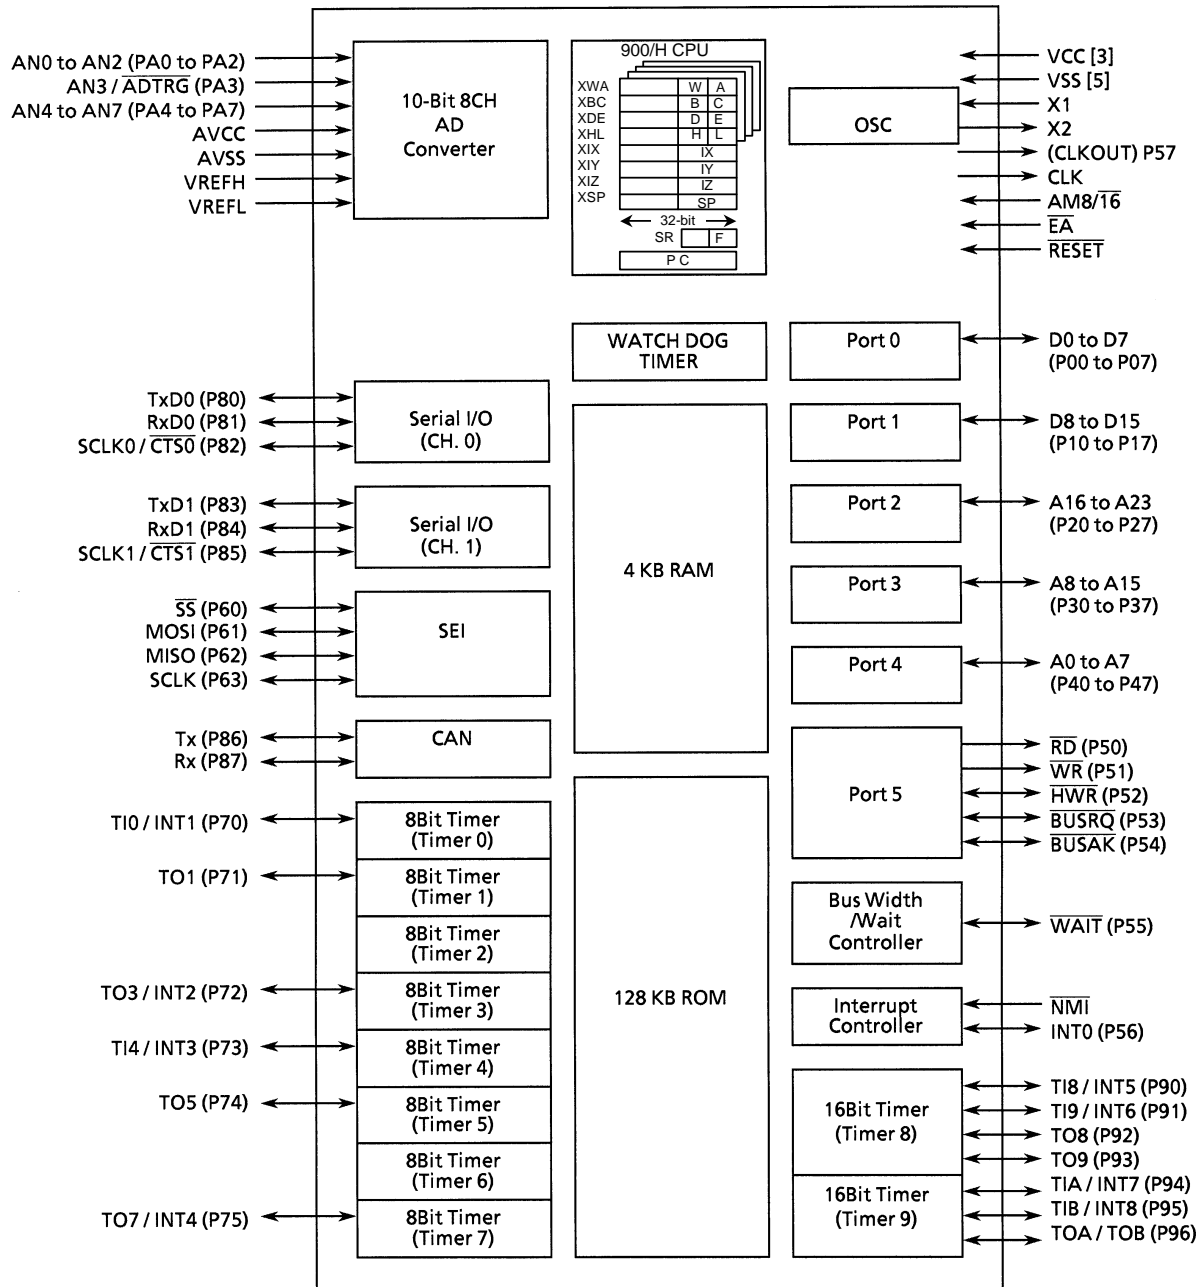 AN0 to AN2 (PA0 to PA2)
AN3 / ADTRG (PA3)
AN4 to AN7 (PA4 to PA7)
AVCC
AVSS
VREFH
VREFL
10-Bit 8CH
AD
Converter
900/H CPU
XWA W A
XBC B C
XDE D E
XHL H L
XIX IX
XIY IY
XIZ IZ
XSP SP
32-bit
SR F
P C
OSC
VCC [3]
VSS [5]
X1
X2
(CLKOUT) P57
CLK
AM8/16
EA
RESET
WATCH DOG
TIMER
Port 0
D0 to D7
(P00 to P07)
TxD0 (P80)
RxD0 (P81)
SCLK0 / CTS0 (P82)
Serial I/O
(CH. 0)
Port 1
D8 to D15
(P10 to P17)
TxD1 (P83)
RxD1 (P84)
SCLK1 / CTS1 (P85)
Serial I/O
(CH. 1)
Port 2
A16 to A23
(P20 to P27)
4 KB RAM
Port 3
A8 to A15
(P30 to P37)
SS (P60)
MOSI (P61)
MISO (P62)
SCLK (P63)
SEI
Port 4
A0 to A7
(P40 to P47)
Tx (P86)
Rx (P87)
CAN
Port 5
RD (P50)
WR (P51)
HWR (P52)
BUSRQ (P53)
BUSAK (P54)
TI0 / INT1 (P70)
8Bit Timer
(Timer 0)
TO1 (P71)
8Bit Timer
(Timer 1)
8Bit Timer
(Timer 2)
TO3 / INT2 (P72)
8Bit Timer
(Timer 3)
TI4 / INT3 (P73)
8Bit Timer
(Timer 4)
TO5 (P74)
8Bit Timer
(Timer 5)
8Bit Timer
(Timer 6)
TO7 / INT4 (P75)
8Bit Timer
(Timer 7)
128 KB ROM
Bus Width
/Wait
Controller
WAIT (P55)
Interrupt
Controller
NMI
INT0 (P56)
16Bit Timer
(Timer 8)
TI8 / INT5 (P90)
TI9 / INT6 (P91)
TO8 (P92)
TO9 (P93)
16Bit Timer
(Timer 9)
TIA / INT7 (P94)
TIB / INT8 (P95)
TOA / TOB (P96)